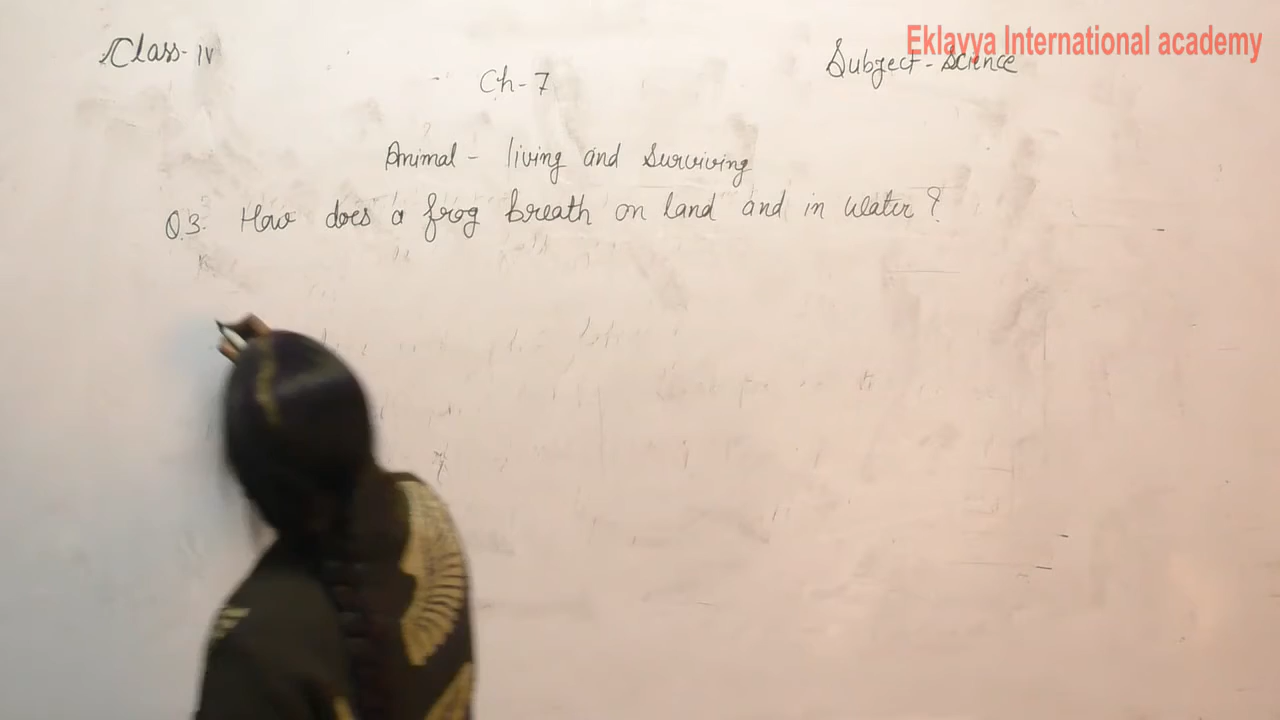 Eklavya International academy
Class- IV
Subject - Science
Ch-7
Animal - living and Surviving
Q.3. How does a frog breath on land and in water?